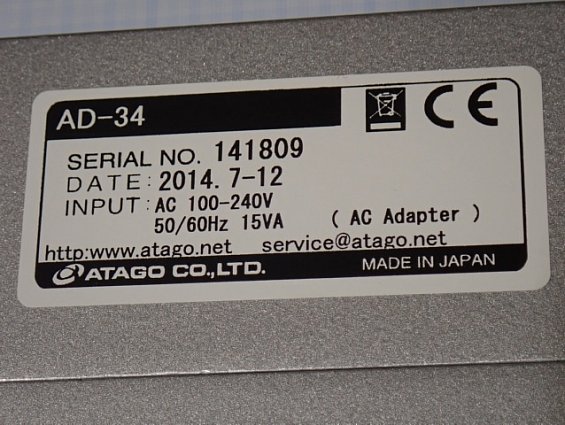 AD-34
SERIAL NO. 141809
DATE: 2014. 7-12
INPUT: AC 100-240V
50/60Hz 15VA ( AC Adapter )
http:www.atago.net service@atago.net
ATAGO CO.,LTD. MADE IN JAPAN